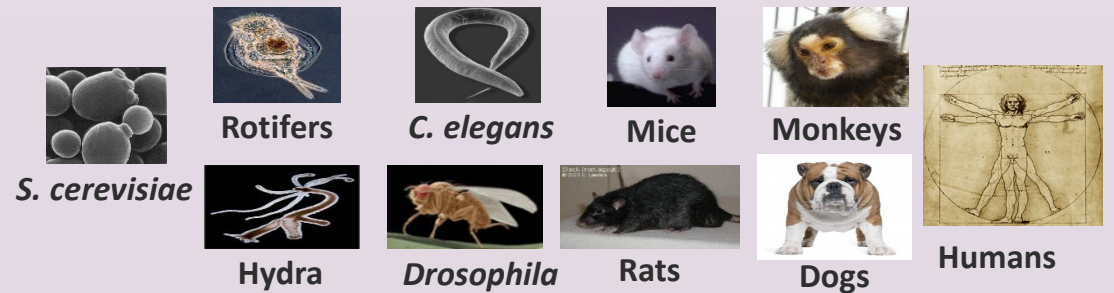 S. cerevisiae
Rotifers
C. elegans
Mice
Monkeys
Hydra
Drosophila
Rats
Dogs
Humans